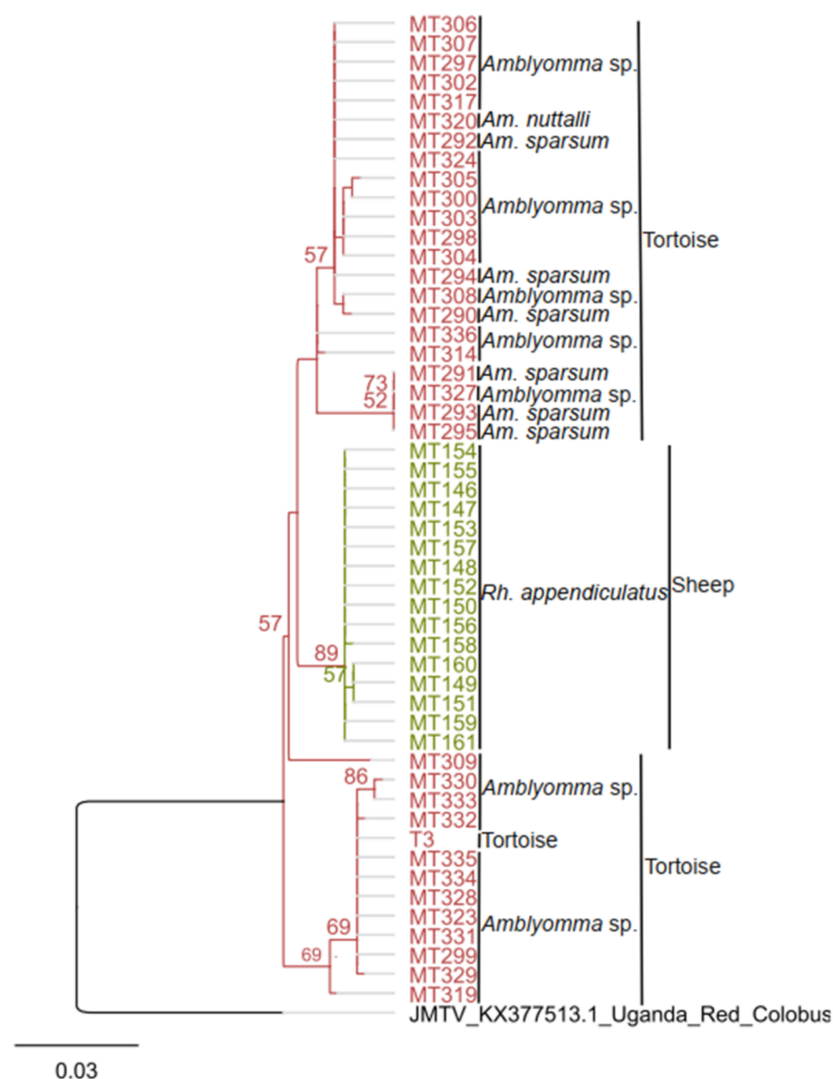 MT306
MT307
MT297 Amblyomma sp.
MT302
MT317
MT320 Am. nuttalli
MT292 Am. sparsum
MT324
MT305
MT300 Amblyomma sp.
MT303
MT298 Tortoise
MT304
57
MT294 Am. sparsum
MT308 Amblyomma sp.
MT290 Am. sparsum
MT336 Amblyomma sp.
MT314
MT291 Am. sparsum
73
MT327 Amblyomma sp.
52
MT293 Am. sparsum
MT295 Am. sparsum
MT154
MT155
MT146
MT147
MT153
MT157
MT148
MT152 Rh. appendiculatus Sheep
MT150
MT156
57
MT158
89
MT160
57
MT149
MT151
MT159
MT161
MT309
86
MT330 Amblyomma sp.
MT333
MT332
T3 Tortoise
MT335 Tortoise
MT334
MT328
MT323 Amblyomma sp.
69
MT331
69
MT299
MT329
MT319
JMTV_KX377513.1_Uganda_Red_Colobus
0.03